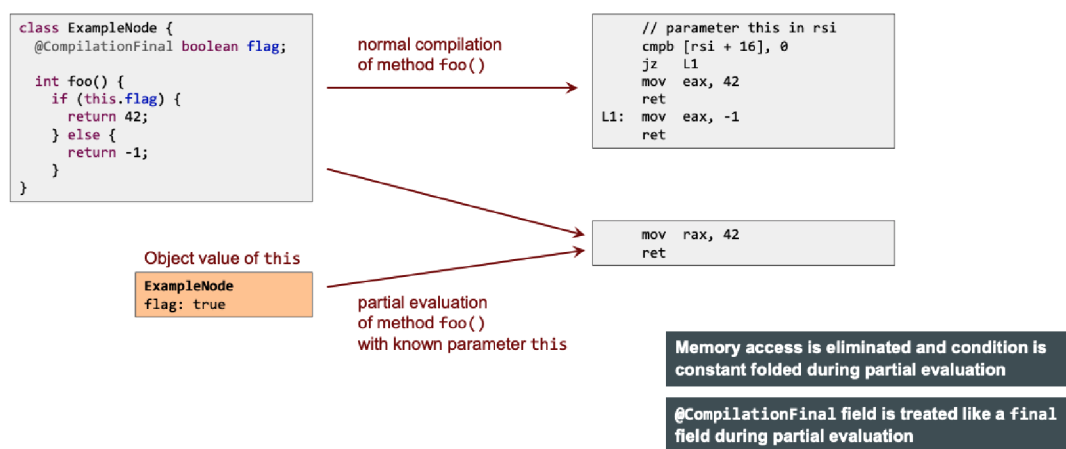 class ExampleNode {
  @CompilationFinal boolean flag;

  int foo() {
    if (this.flag) {
      return 42;
    } else {
      return -1;
    }
}
normal compilation
of method foo()
      // parameter this in rsi
      cmpb [rsi + 16], 0
      jz   L1
      mov  eax, 42
      ret
L1:   mov  eax, -1
      ret
      mov  rax, 42
      ret
Object value of this
ExampleNode
flag: true
partial evaluation
of method foo()
with known parameter this
Memory access is eliminated and condition is
constant folded during partial evaluation
@CompilationFinal field is treated like a final
field during partial evaluation